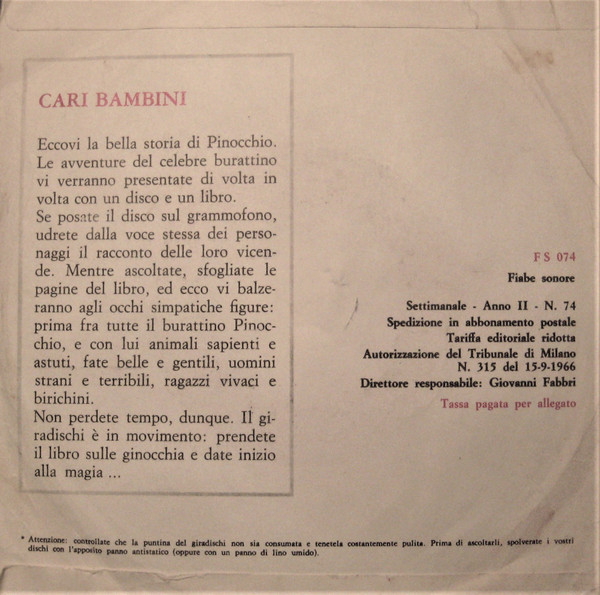 CARI BAMBINI
Eccovi la bella storia di Pinocchio.
Le avventure del celebre burattino
vi verranno presentate di volta in
volta con un disco e un libro.
Se posate il disco sul grammofono,
udrete dalla voce stessa dei perso-
naggi il racconto delle loro vicen-
de. Mentre ascoltate, sfogliate le
pagine del libro, ed ecco vi balze-
ranno agli occhi simpatiche figure:
prima fra tutte il burattino Pinoc-
chio, e con lui animali sapienti e
astuti, fate belle e gentili, uomini
strani e terribili, ragazzi vivaci e
birichini.
Non perdete tempo, dunque. Il gi-
radischi è in movimento: prendete
il libro sulle ginocchia e date inizio
alla magia ...
FS 074
Fiabe sonore
Settimanale - Anno II - N. 74
Spedizione in abbonamento postale
Tariffa editoriale ridotta
Autorizzazione del Tribunale di Milano
N. 315 del 15-9-1966
Direttore responsabile: Giovanni Fabbri
Tassa pagata per allegato
* Attenzione: controllate che la puntina del giradischi non sia consumata e tenetela costantemente pulita. Prima di ascoltarli, spolverate i vostri
dischi con l'apposito panno antistatico (oppure con un panno di lino umido).